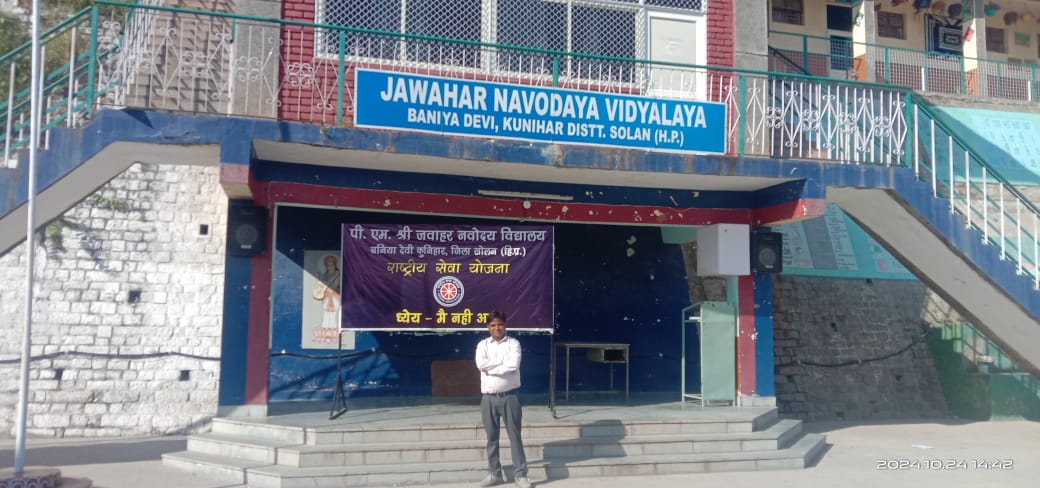 JAWAHAR NAVODAYA VIDYALAYA
BANIYA DEVI, KUNIHAR DISTT. SOLAN (H.P.)
पी. एम. श्री जवाहर नवोदय विद्यालय
बनिया देवी कुनिहार, जिला सोलन (हि.प्र.)
राष्ट्रीय सेवा योजना
ध्येय - मै नही
2024.10.24 14:42